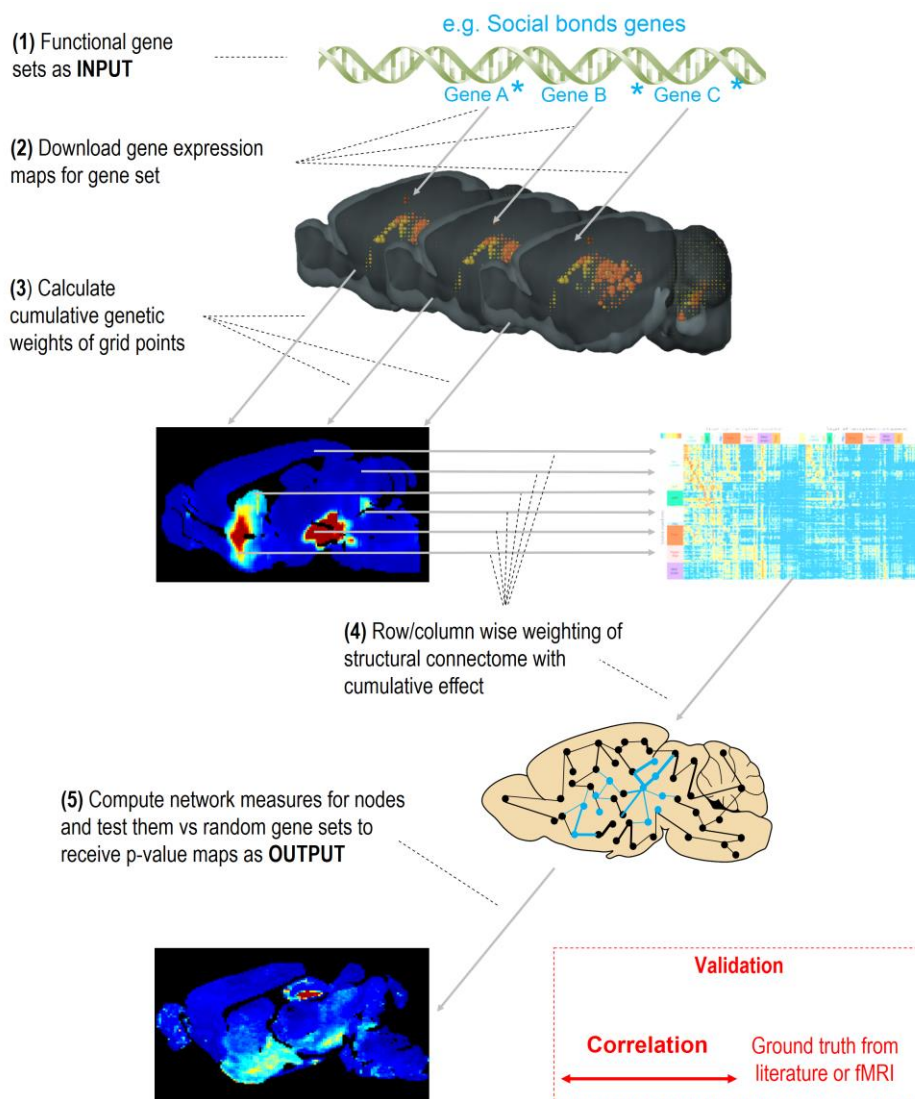 e.g. Social bonds genes
(1) Functional gene
sets as INPUT
Gene A * Gene B * Gene C *
(2) Download gene expression
maps for gene set
(3) Calculate
cumulative genetic
weights of grid points
(4) Row/column wise weighting of
structural connectome with
cumulative effect
(5) Compute network measures for nodes
and test them vs random gene sets to
receive p-value maps as OUTPUT
Validation
Correlation
Ground truth from
literature or fMRI